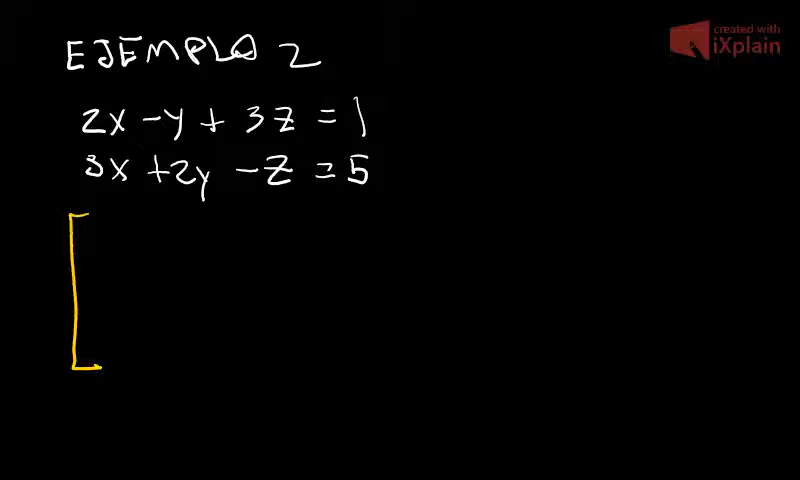 EJEMPLO 2
created with
iXplain
2x - y + 3z = 1
3x + 2y - z = 5